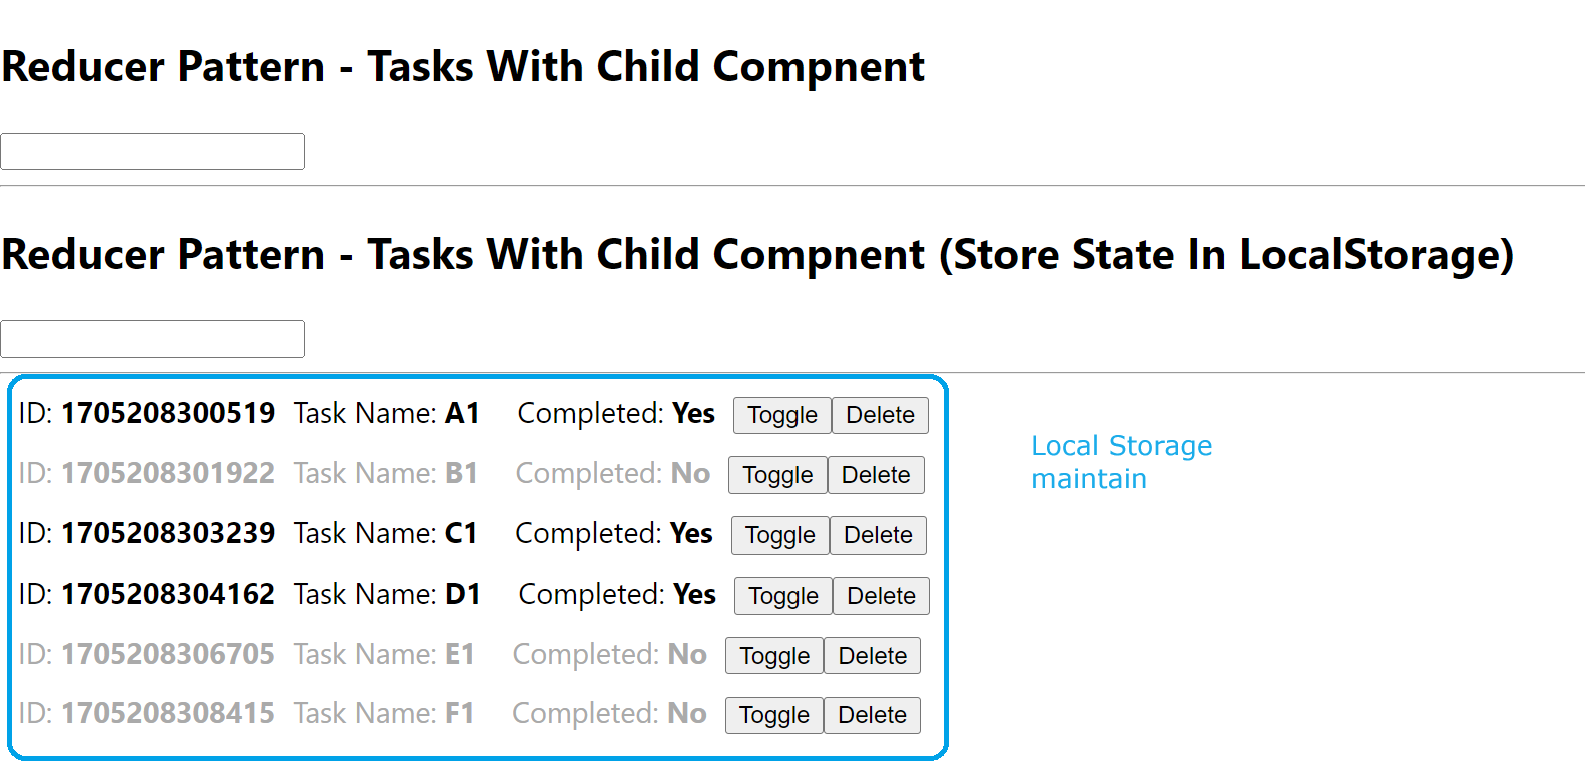 Reducer Pattern - Tasks With Child Compnent
Reducer Pattern - Tasks With Child Compnent (Store State In LocalStorage)
ID: 1705208300519 Task Name: A1 Completed: Yes Toggle Delete
ID: 1705208301922 Task Name: B1 Completed: No Toggle Delete
ID: 1705208303239 Task Name: C1 Completed: Yes Toggle Delete
ID: 1705208304162 Task Name: D1 Completed: Yes Toggle Delete
ID: 1705208306705 Task Name: E1 Completed: No Toggle Delete
ID: 1705208308415 Task Name: F1 Completed: No Toggle Delete
Local Storage
maintain